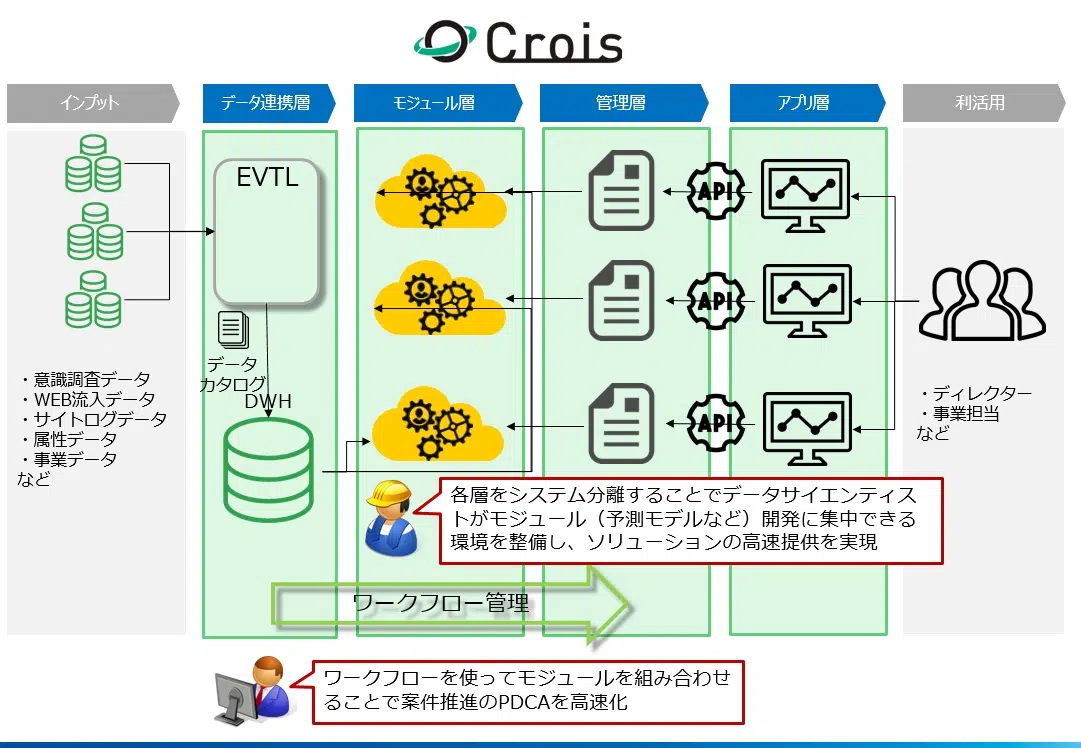 Crois
インプット
データ連携層
モジュール層
管理層
アプリ層
利活用
EVTL
データ
カタログ
DWH
API
API
API
・意識調査データ
・WEB流入データ
・サイトログデータ
・属性データ
・事業データ
など
・ディレクター
・事業担当
など
各層をシステム分離することでデータサイエンティス
トがモジュール（予測モデルなど）開発に集中できる
環境を整備し、ソリューションの高速提供を実現
ワークフロー管理
ワークフローを使ってモジュールを組み合わせ
ることで案件推進のPDCAを高速化